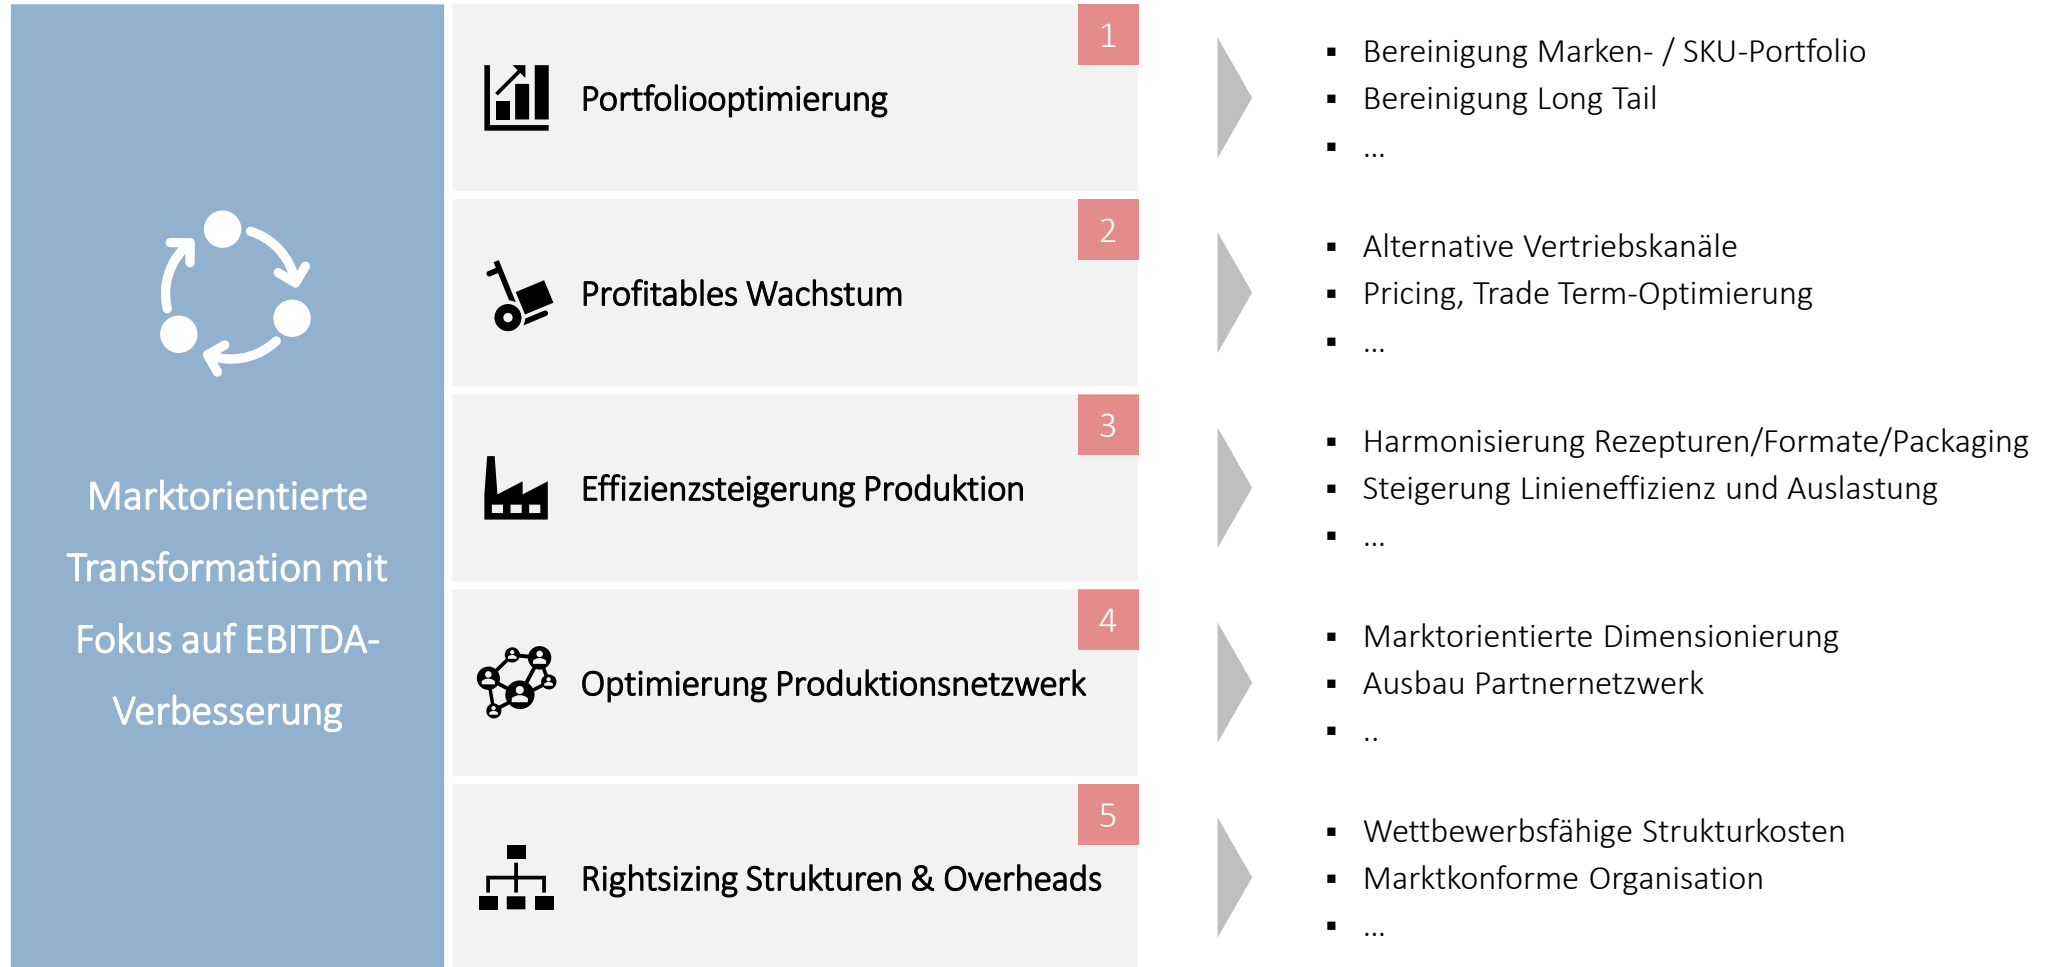 Marktorientierte
Transformation mit
Fokus auf EBITDA-
Verbesserung
1
Portfoliooptimierung
▪ Bereinigung Marken- / SKU-Portfolio
▪ Bereinigung Long Tail
▪ ...
2
Profitables Wachstum
▪ Alternative Vertriebskanäle
▪ Pricing, Trade Term-Optimierung
▪ ...
3
Effizienzsteigerung Produktion
▪ Harmonisierung Rezepturen/Formate/Packaging
▪ Steigerung Linieneffizienz und Auslastung
▪ ...
4
Optimierung Produktionsnetzwerk
▪ Marktorientierte Dimensionierung
▪ Ausbau Partnernetzwerk
▪ ..
5
Rightsizing Strukturen & Overheads
▪ Wettbewerbsfähige Strukturkosten
▪ Marktkonforme Organisation
▪ ...